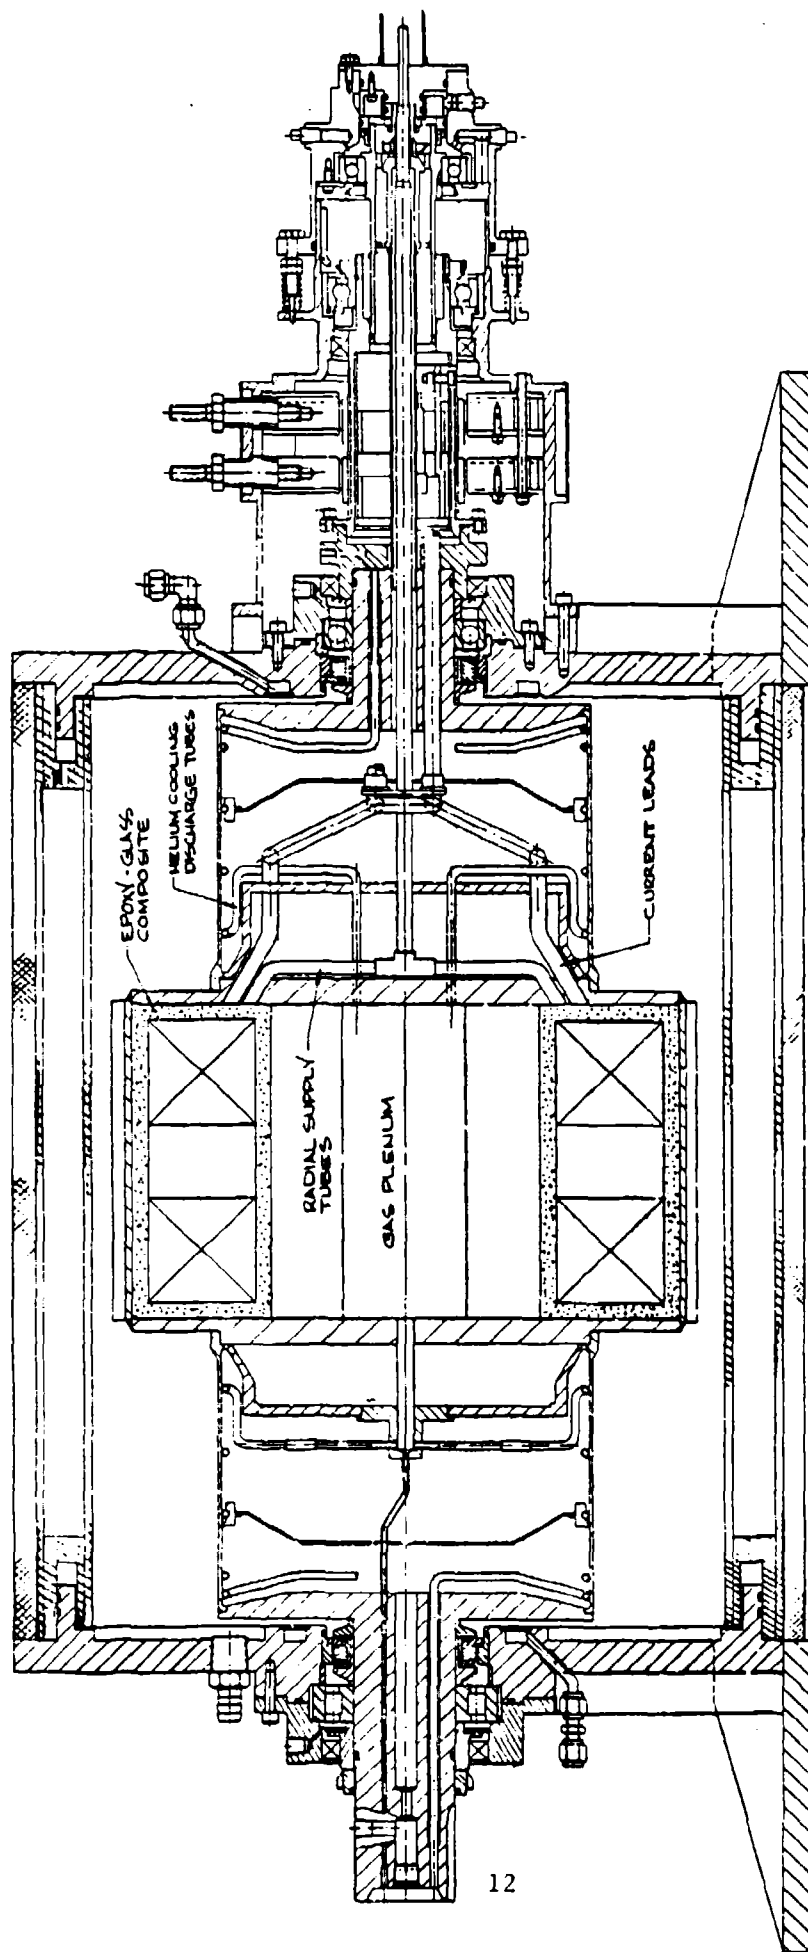 EPOXY-GLASS
COMPOSITE
HELIUM COOLING
DISCHARGE TUBES
CURRENT LEADS
RADIAL SUPPLY
TUBES
GAS PLENUM
12